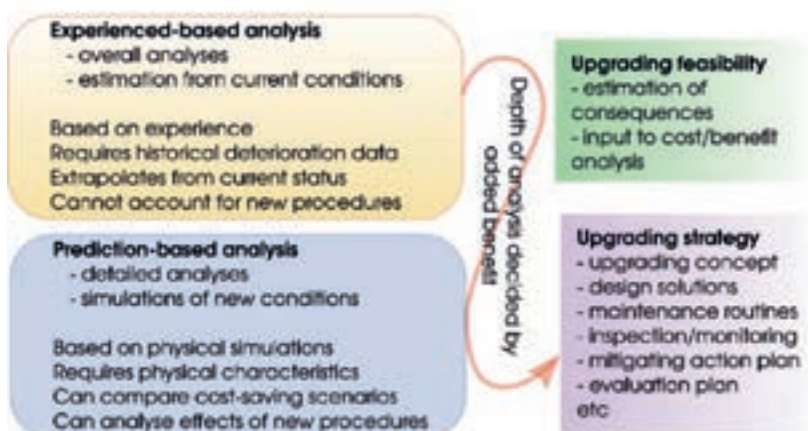 Experienced-based analysis
- overall analyses
- estimation from current conditions
Based on experience
Requires historical deterioration data
Extrapolates from current status
Cannot account for new procedures
Prediction-based analysis
- detailed analyses
- simulations of new conditions
Based on physical simulations
Requires physical characteristics
Can compare cost-saving scenarios
Can analyse effects of new procedures
Depth of analysis decided by
added benefit
Upgrading feasibility
- estimation of
consequences
- input to cost/benefit
analysis
Upgrading strategy
- upgrading concept
- design solutions
- maintenance routines
- inspection/monitoring
- mitigating action plan
- evaluation plan
etc